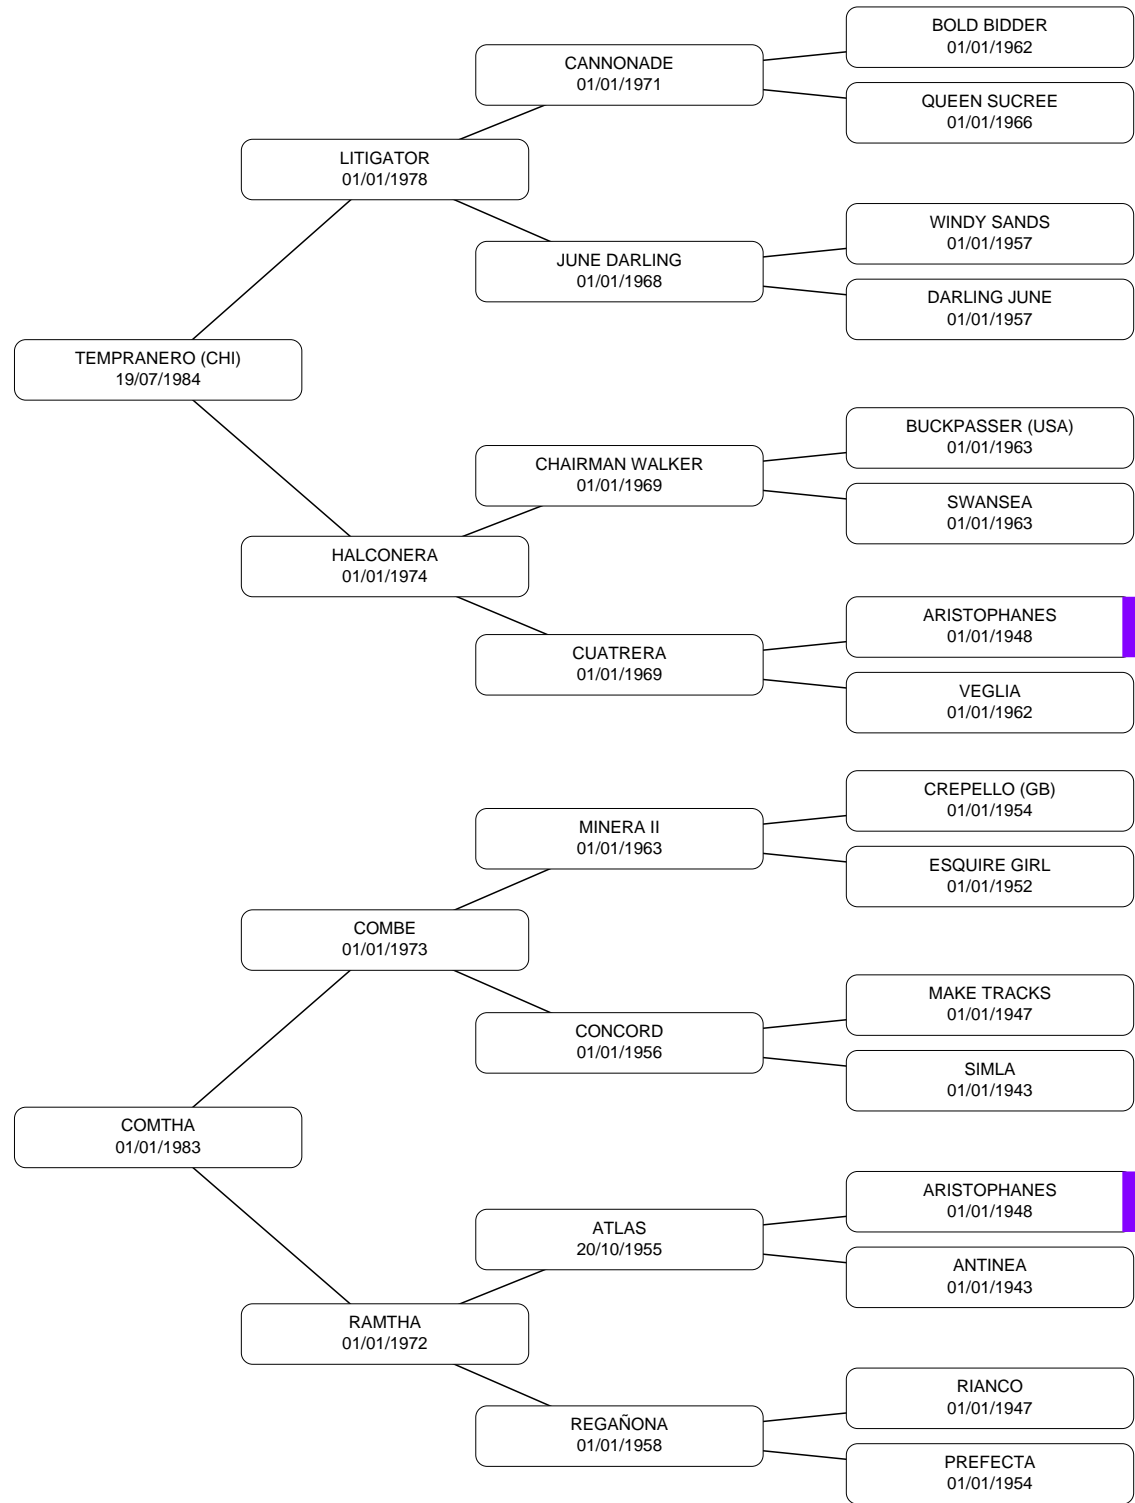 BOLD BIDDER
01/01/1962
CANNONADE
01/01/1971
QUEEN SUCREE
01/01/1966
LITIGATOR
01/01/1978
WINDY SANDS
01/01/1957
JUNE DARLING
01/01/1968
DARLING JUNE
01/01/1957
TEMPRANERO (CHI)
19/07/1984
BUCKPASSER (USA)
01/01/1963
CHAIRMAN WALKER
01/01/1969
SWANSEA
01/01/1963
HALCONERA
01/01/1974
ARISTOPHANES
01/01/1948
CUATRERA
01/01/1969
VEGLIA
01/01/1962
CREPELLO (GB)
01/01/1954
MINERA II
01/01/1963
ESQUIRE GIRL
01/01/1952
COMBE
01/01/1973
MAKE TRACKS
01/01/1947
CONCORD
01/01/1956
SIMLA
01/01/1943
COMTHA
01/01/1983
ARISTOPHANES
01/01/1948
ATLAS
20/10/1955
ANTINEA
01/01/1943
RAMTHA
01/01/1972
RIANCO
01/01/1947
REGAÑONA
01/01/1958
PREFECTA
01/01/1954